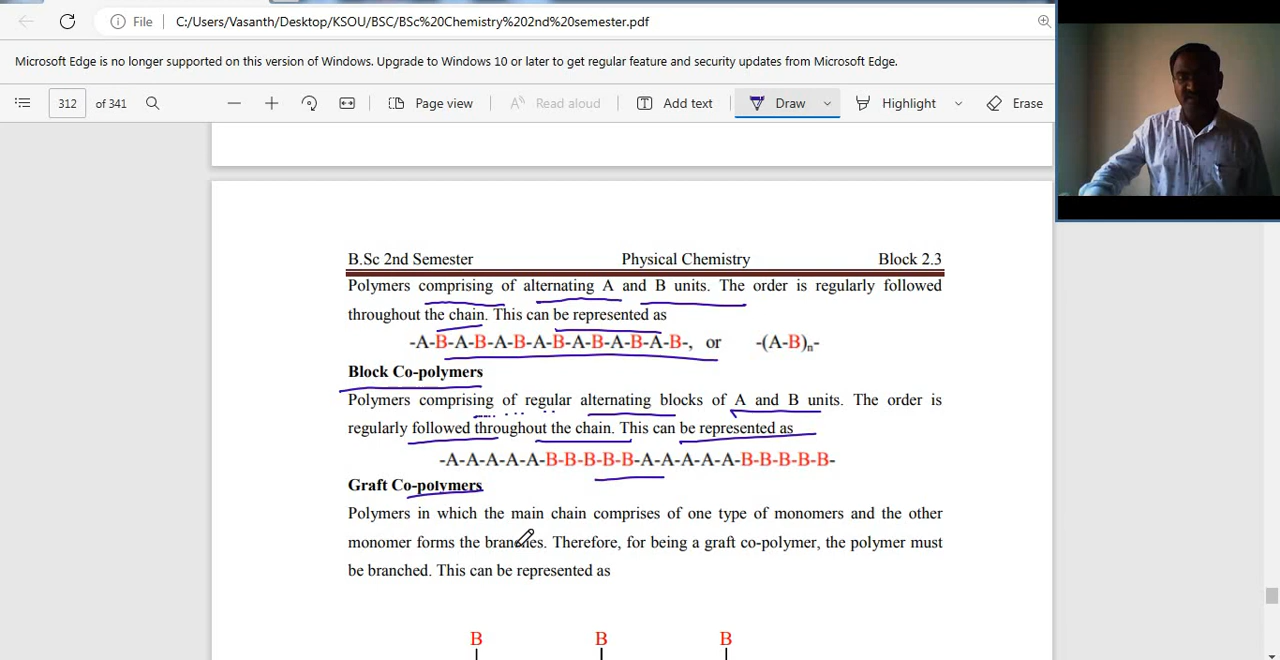 File C:/Users/Vasanth/Desktop/KSOU/BSC/BSc%20Chemistry%202nd%20semester.pdf
Microsoft Edge is no longer supported on this version of Windows. Upgrade to Windows 10 or later to get regular feature and security updates from Microsoft Edge.
312 of 341 Page view Read aloud Add text Draw Highlight Erase
B.Sc 2nd Semester Physical Chemistry Block 2.3
Polymers comprising of alternating A and B units. The order is regularly followed
throughout the chain. This can be represented as
-A-B-A-B-A-B-A-B-A-B-A-B-A-B-, or -(A-B)n-
Block Co-polymers
Polymers comprising of regular alternating blocks of A and B units. The order is
regularly followed throughout the chain. This can be represented as
-A-A-A-A-A-B-B-B-B-B-A-A-A-A-A-B-B-B-B-B-
Graft Co-polymers
Polymers in which the main chain comprises of one type of monomers and the other
monomer forms the branches. Therefore, for being a graft co-polymer, the polymer must
be branched. This can be represented as
B B B